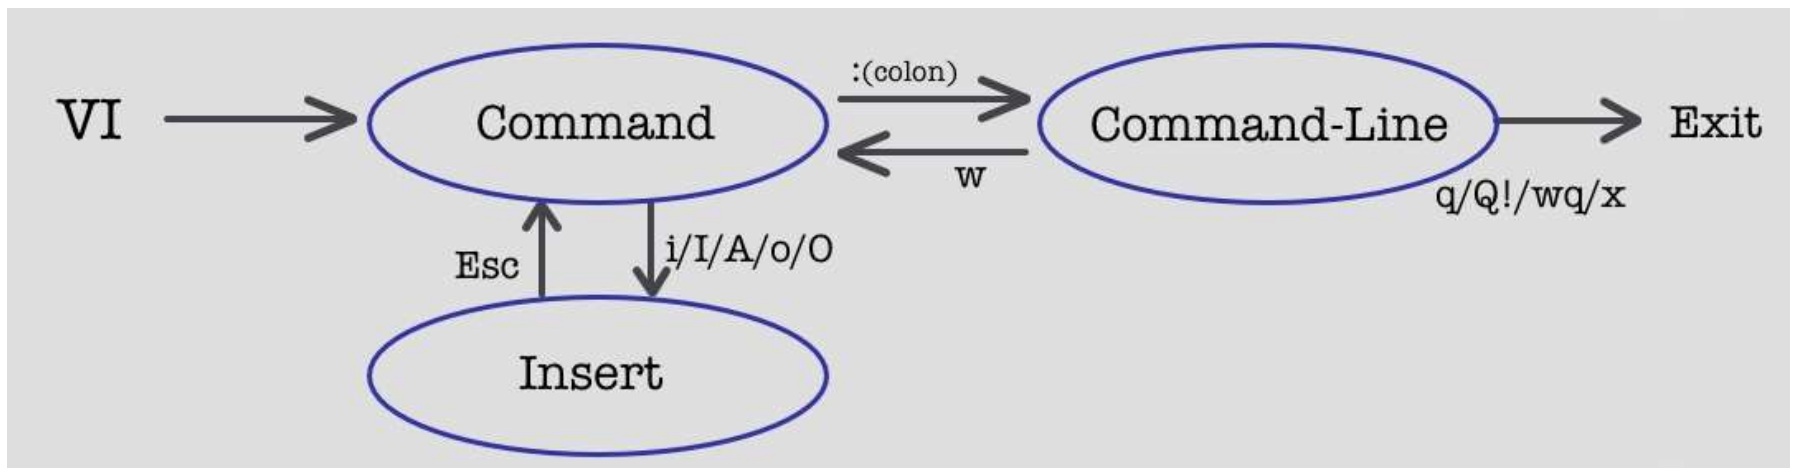 VI
Command
:(colon)
w
Command-Line
Exit
q/Q!/wq/x
Esc
i/I/A/o/O
Insert